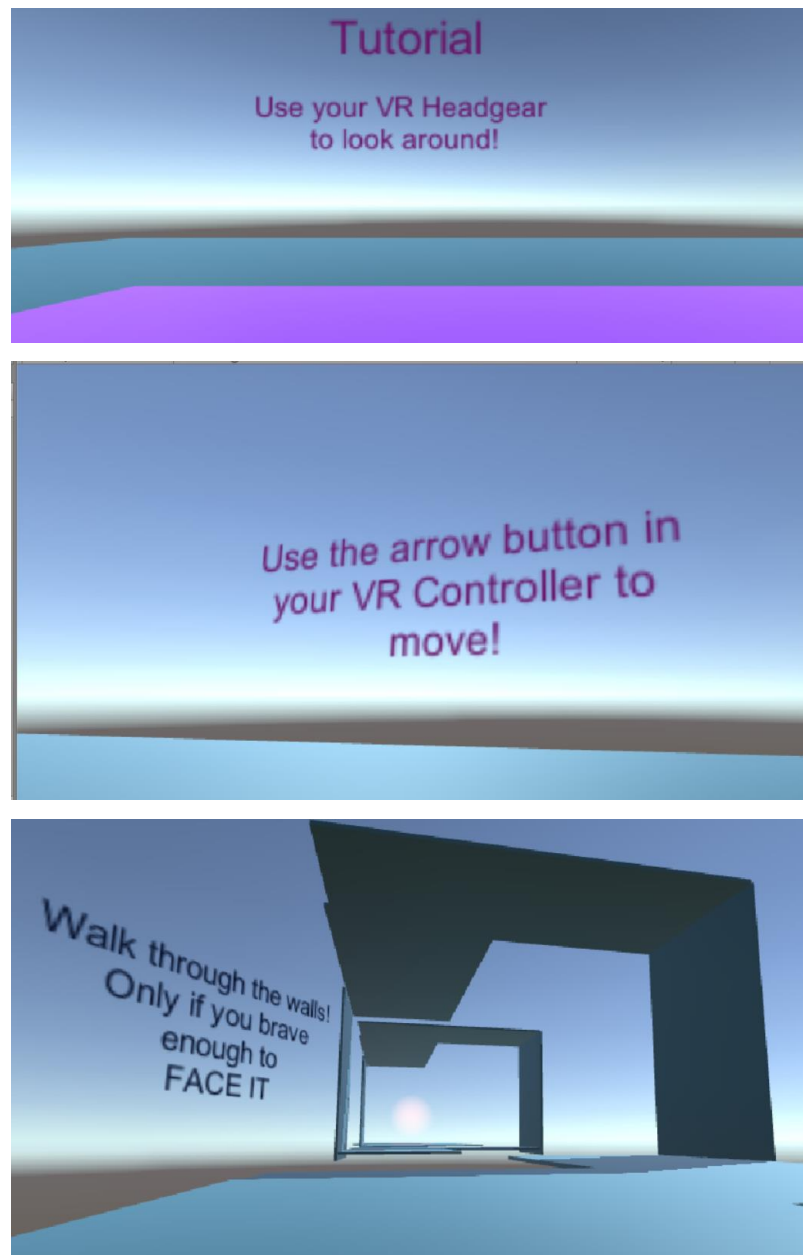 Tutorial
Use your VR Headgear
to look around!
Use the arrow button in
your VR Controller to
move!
Walk through the walls!
Only if you brave
enough to
FACE IT